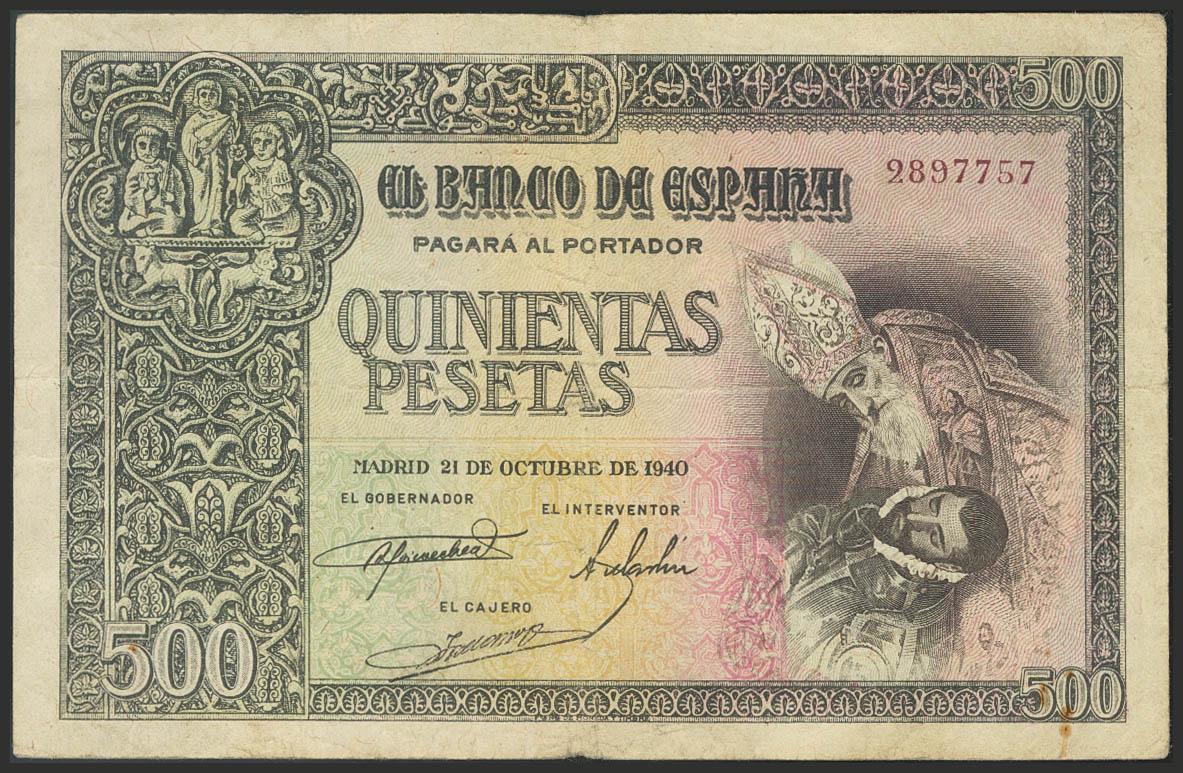 500
EL BANCO DE ESPAÑA
2897757
PAGARÁ AL PORTADOR
QUINIENTAS
PESETAS
MADRID 21 DE OCTUBRE DE 1940
EL GOBERNADOR
EL INTERVENTOR
EL CAJERO
500
500